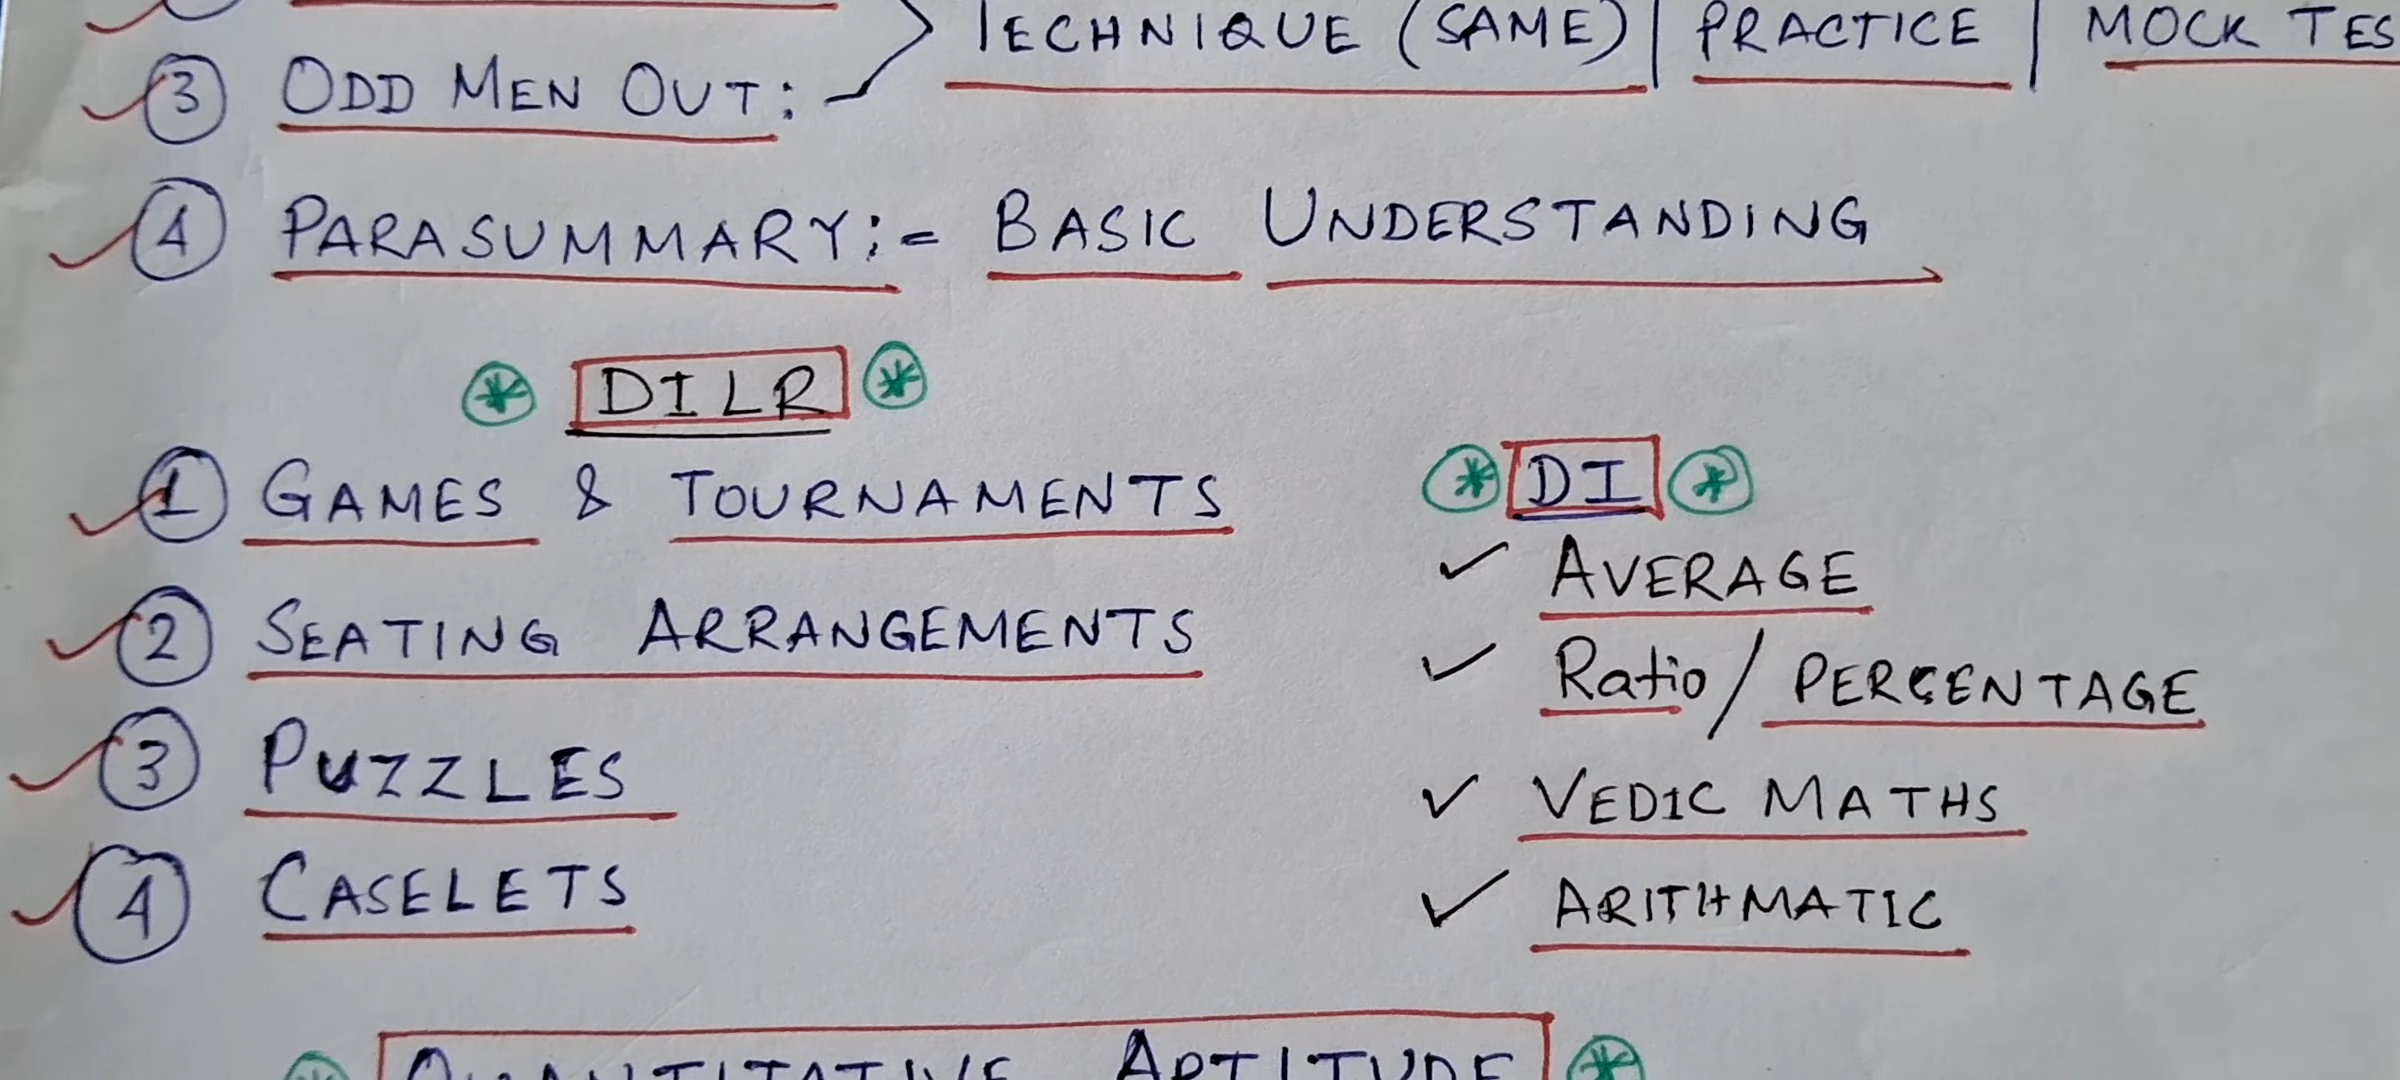 TECHNIQUE (SAME) | PRACTICE | MOCK TES
3 ODD MEN OUT:-
4 PARASUMMARY:- BASIC UNDERSTANDING
* DILR *
1 GAMES & TOURNAMENTS
2 SEATING ARRANGEMENTS
3 PUZZLES
4 CASELETS
* DI *
✓ AVERAGE
✓ Ratio / PERCENTAGE
✓ VEDIC MATHS
✓ ARITHMATIC
* QUANTITATIVE APTITUDE *